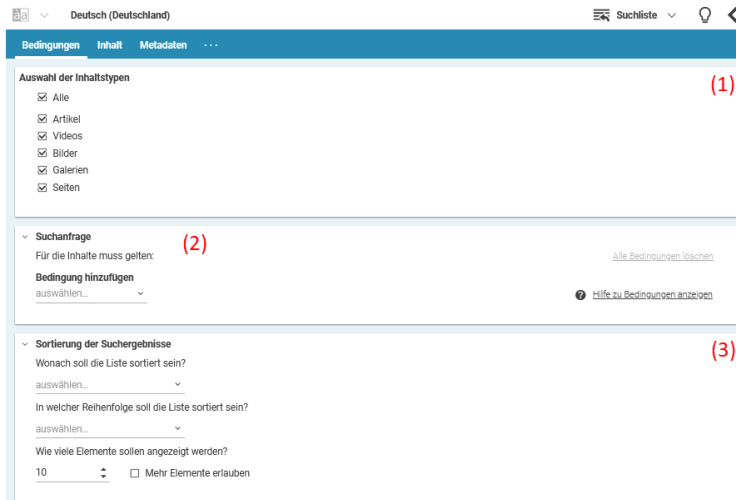 āa Deutsch (Deutschland) Suchliste
Bedingungen Inhalt Metadaten ···
Auswahl der Inhaltstypen
(1)
Alle
Artikel
Videos
Bilder
Galerien
Seiten
Suchanfrage
(2)
Für die Inhalte muss gelten: Alle Bedingungen löschen
Bedingung hinzufügen
auswählen... ? Hilfe zu Bedingungen anzeigen
Sortierung der Suchergebnisse
(3)
Wonach soll die Liste sortiert sein?
auswählen...
In welcher Reihenfolge soll die Liste sortiert sein?
auswählen...
Wie viele Elemente sollen angezeigt werden?
10 Mehr Elemente erlauben